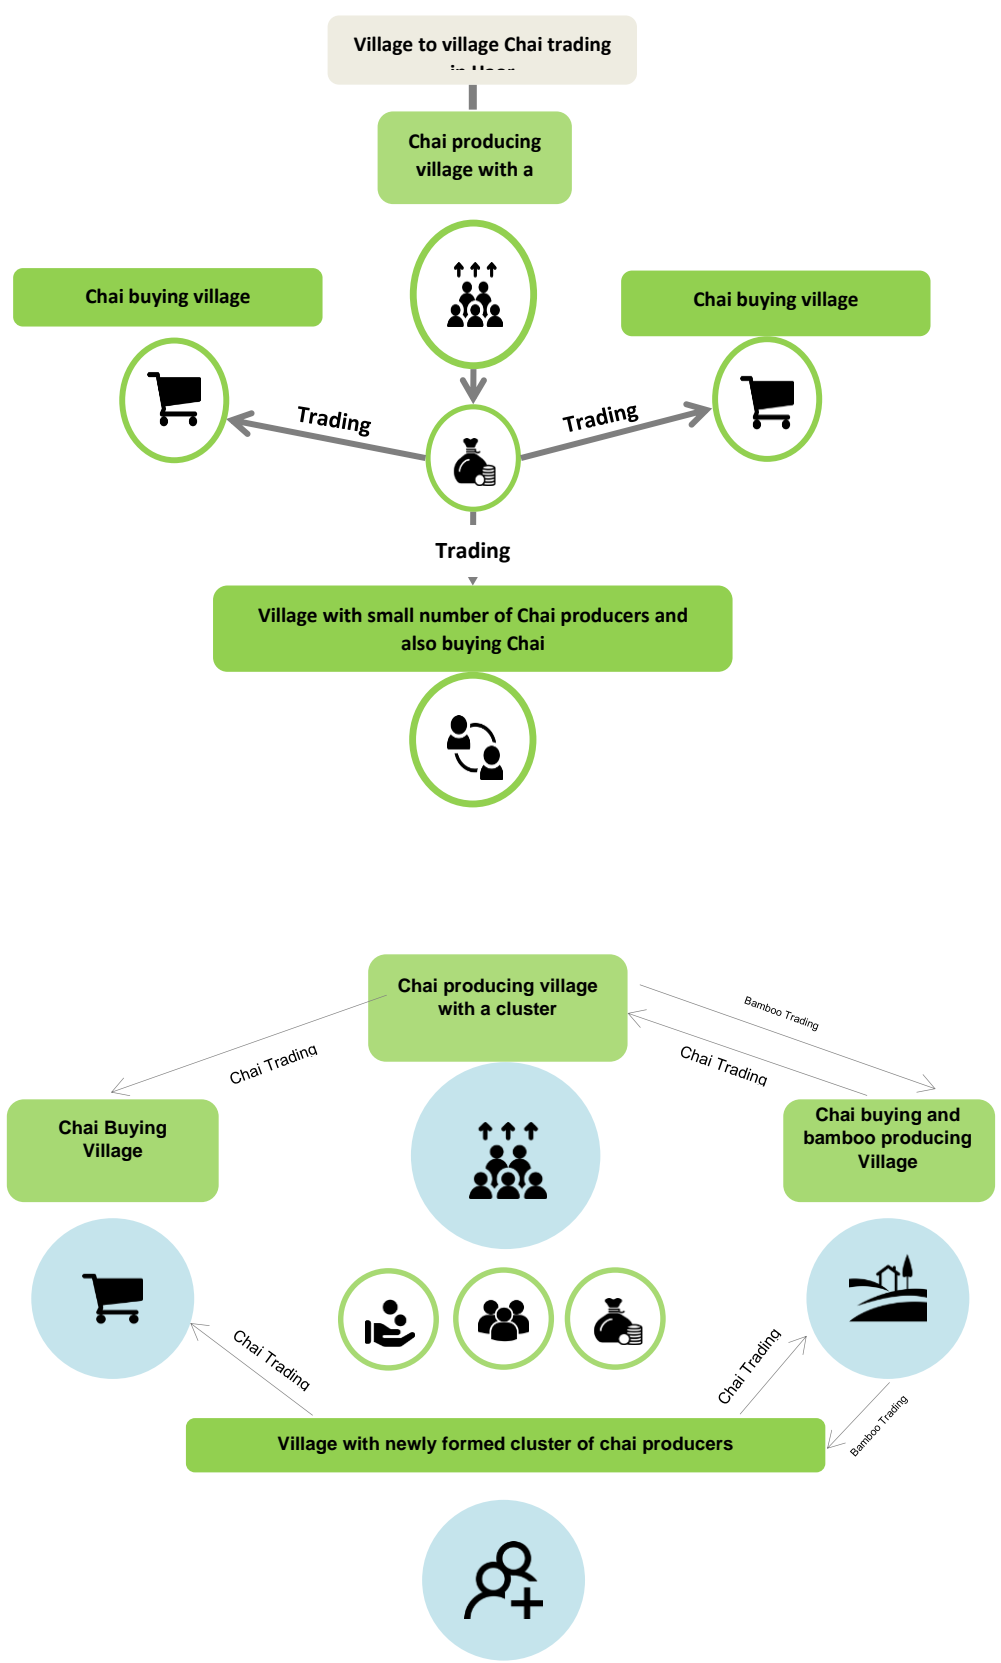 Village to village Chai trading
Chai producing
village with a
Chai buying village
Chai buying village
Trading
Trading
Trading
Village with small number of Chai producers and
also buying Chai
Chai producing village
with a cluster
Bamboo Trading
Chai Trading
Chai Trading
Chai Buying
Village
Chai buying and
bamboo producing
Village
Chai Trading
Chai Trading
Bamboo Trading
Village with newly formed cluster of chai producers